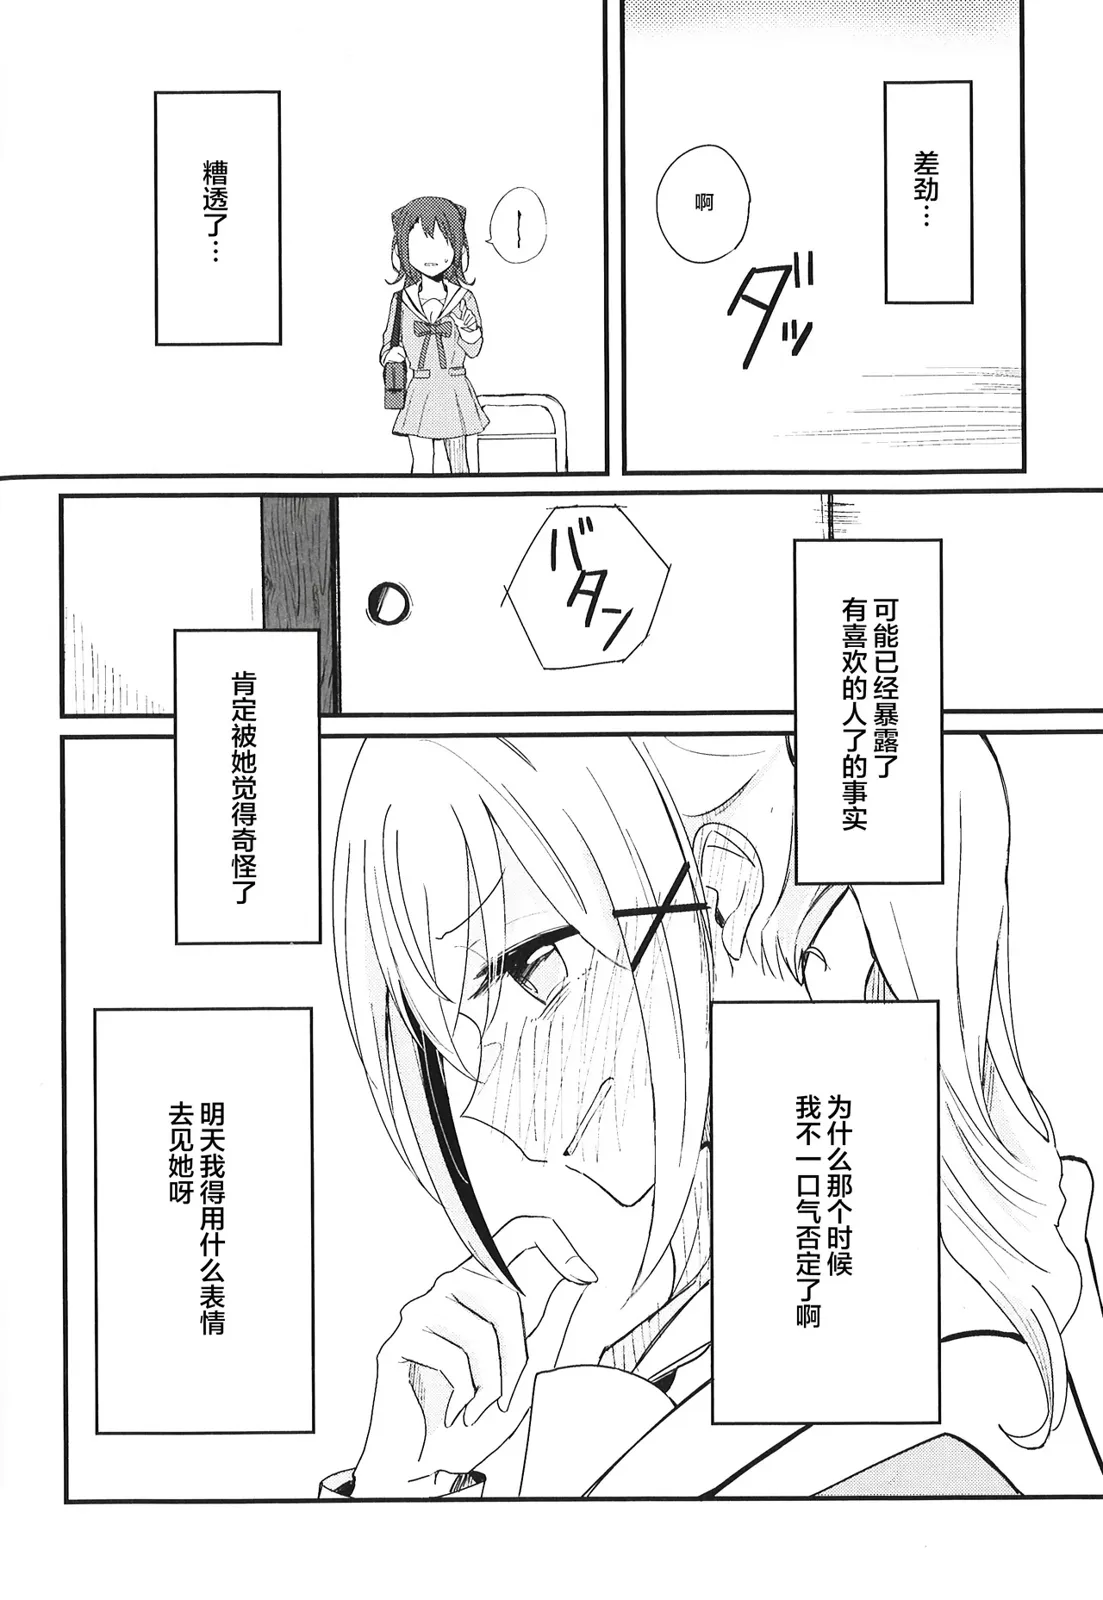 差劲…
啊
ダッ
糟透了…
バタン
可能已经暴露了
有喜欢的人了的事实
肯定被她觉得奇怪了
为什么那个时候
我不一口气否定了啊
明天我得用什么表情
去见她呀